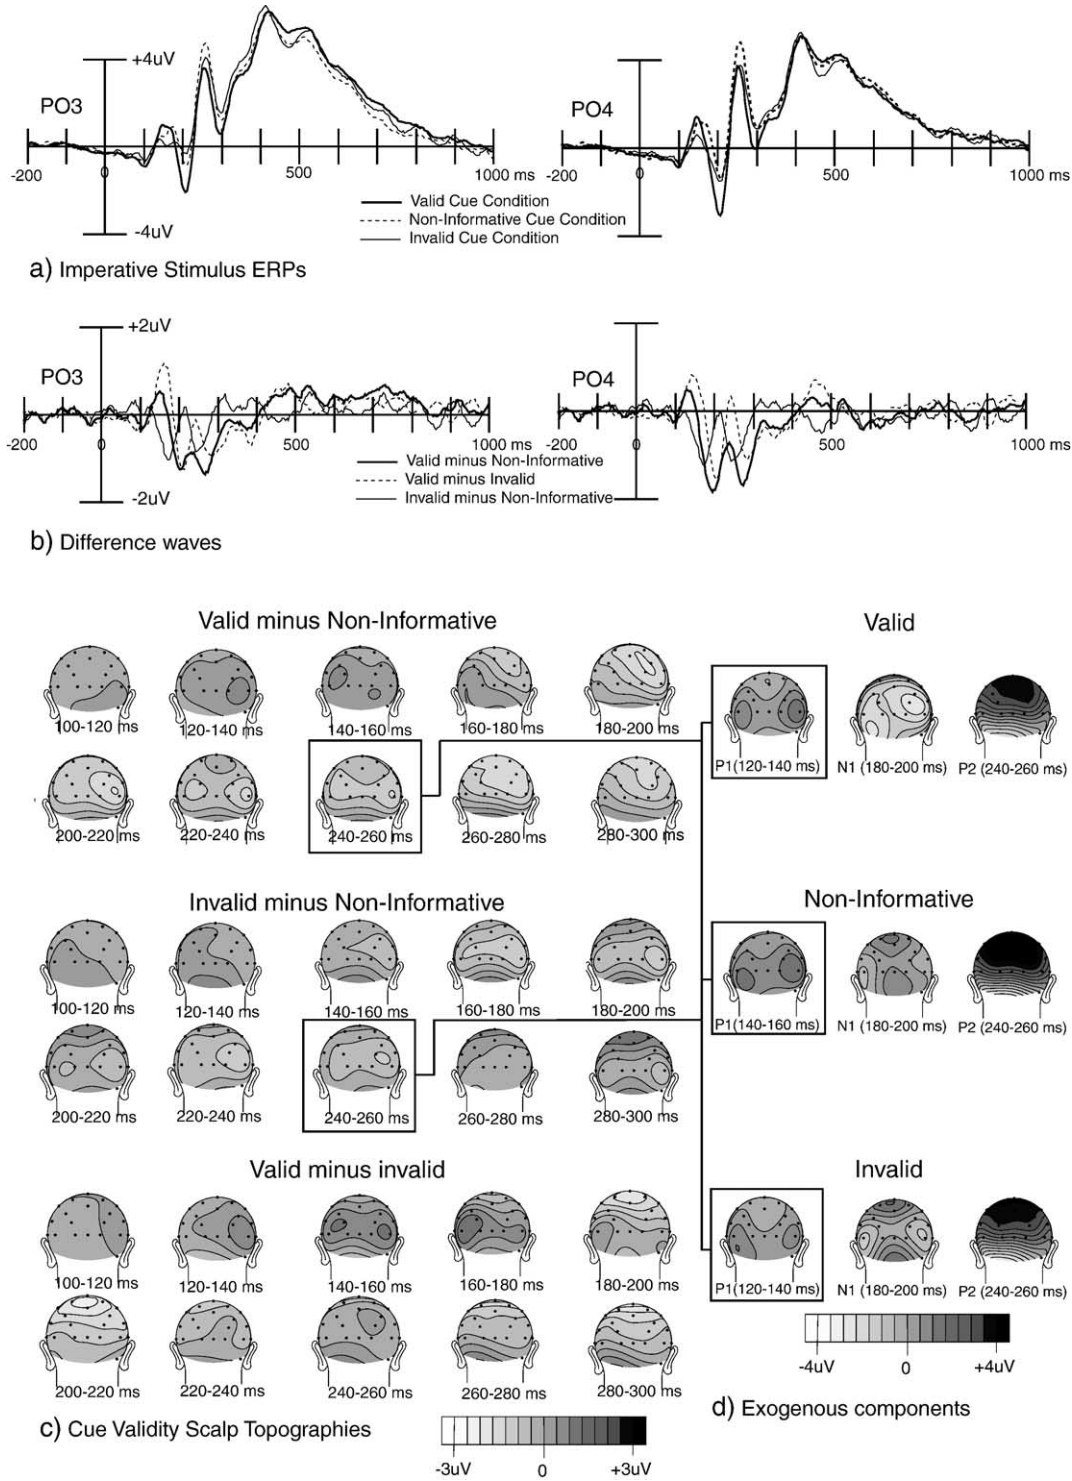 +4uV
PO3
PO4
-200
0
500
1000 ms
-200
0
500
1000 ms
Valid Cue Condition
Non-Informative Cue Condition
Invalid Cue Condition
-4uV
a) Imperative Stimulus ERPs
+2uV
PO3
PO4
-200
0
500
1000 ms
-200
0
500
1000 ms
Valid minus Non-Informative
Valid minus Invalid
Invalid minus Non-Informative
-2uV
b) Difference waves
Valid minus Non-Informative
100-120 ms
120-140 ms
140-160 ms
160-180 ms
180-200 ms
200-220 ms
220-240 ms
240-260 ms
260-280 ms
280-300 ms
Valid
P1(120-140 ms)
N1 (180-200 ms)
P2 (240-260 ms)
Invalid minus Non-Informative
100-120 ms
120-140 ms
140-160 ms
160-180 ms
180-200 ms
200-220 ms
220-240 ms
240-260 ms
260-280 ms
280-300 ms
Non-Informative
P1(140-160 ms)
N1 (180-200 ms)
P2 (240-260 ms)
Valid minus invalid
100-120 ms
120-140 ms
140-160 ms
160-180 ms
180-200 ms
200-220 ms
220-240 ms
240-260 ms
260-280 ms
280-300 ms
Invalid
P1(120-140 ms)
N1 (180-200 ms)
P2 (240-260 ms)
-4uV
0
+4uV
d) Exogenous components
c) Cue Validity Scalp Topographies
-3uV
0
+3uV